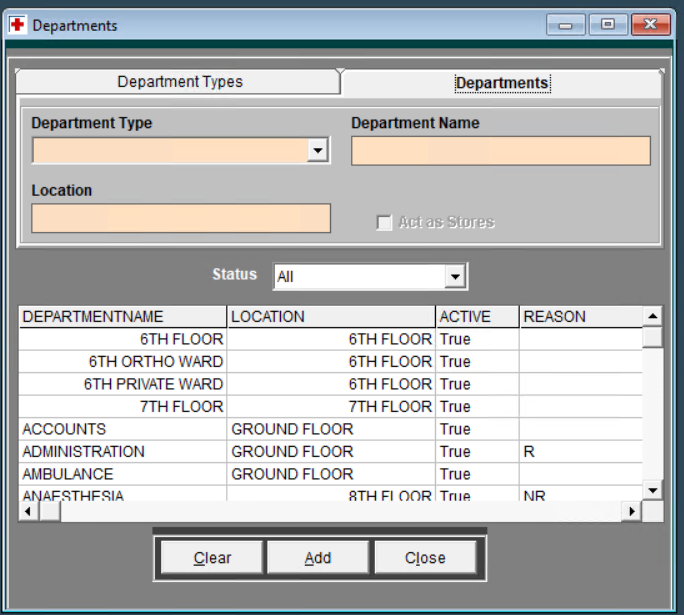 Departments
Department Types Departments
Department Type Department Name
Location
Act as Stores
Status All
DEPARTMENTNAME LOCATION ACTIVE REASON
6TH FLOOR 6TH FLOOR True
6TH ORTHO WARD 6TH FLOOR True
6TH PRIVATE WARD 6TH FLOOR True
7TH FLOOR 7TH FLOOR True
ACCOUNTS GROUND FLOOR True
ADMINISTRATION GROUND FLOOR True R
AMBULANCE GROUND FLOOR True
ANAESTHESIA 8TH FLOOR True NR
Clear Add Close